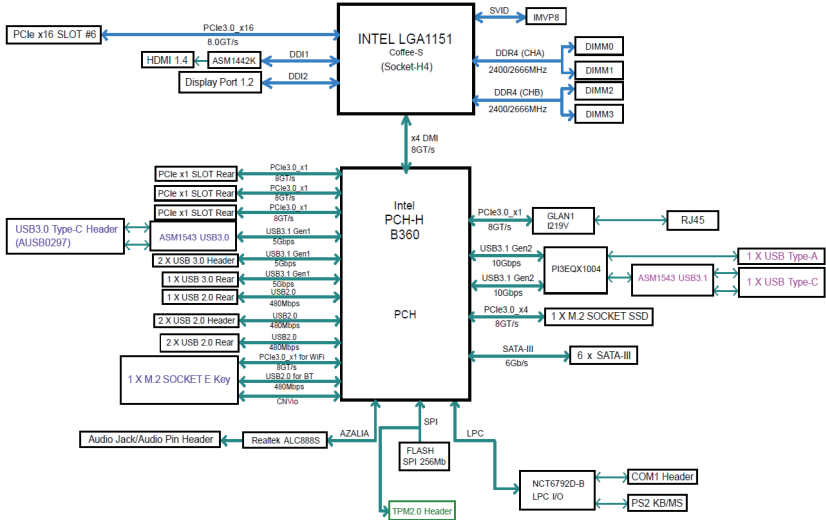 SVID
IMVP8
PCIe x16 SLOT #6
PCIe3.0_x16
8.0GT/s
INTEL LGA1151
Coffee-S
(Socket-H4)
HDMI 1.4
ASM1442K
DDI1
Display Port 1.2
DDI2
DDR4 (CHA)
2400/2666MHz
DIMM0
DIMM1
DDR4 (CHB)
2400/2666MHz
DIMM2
DIMM3
x4 DMI
8GT/s
Intel
PCH-H
B360
PCH
PCIe x1 SLOT Rear
PCIe3.0_x1
8GT/s
PCIe x1 SLOT Rear
PCIe3.0_x1
8GT/s
PCIe x1 SLOT Rear
PCIe3.0_x1
8GT/s
USB3.0 Type-C Header
(AUSB0297)
ASM1543 USB3.0
USB3.1 Gen1
5Gbps
2 X USB 3.0 Header
USB3.1 Gen1
5Gbps
1 X USB 3.0 Rear
USB3.1 Gen1
5Gbps
1 X USB 2.0 Rear
USB2.0
480Mbps
2 X USB 2.0 Header
USB2.0
480Mbps
2 X USB 2.0 Rear
USB2.0
480Mbps
1 X M.2 SOCKET E Key
PCIe3.0_x1 for WiFi
8GT/s
USB2.0 for BT
480Mbps
CNVio
PCIe3.0_x1
8GT/s
GLAN1
I219V
RJ45
USB3.1 Gen2
10Gbps
USB3.1 Gen2
10Gbps
PI3EQX1004
1 X USB Type-A
ASM1543 USB3.1
1 X USB Type-C
PCIe3.0_x4
8GT/s
1 X M.2 SOCKET SSD
SATA-III
6Gb/s
6 x SATA-III
Audio Jack/Audio Pin Header
Realtek ALC888S
AZALIA
SPI
LPC
FLASH
SPI 256Mb
TPM2.0 Header
NCT6792D-B
LPC I/O
COM1 Header
PS2 KB/MS